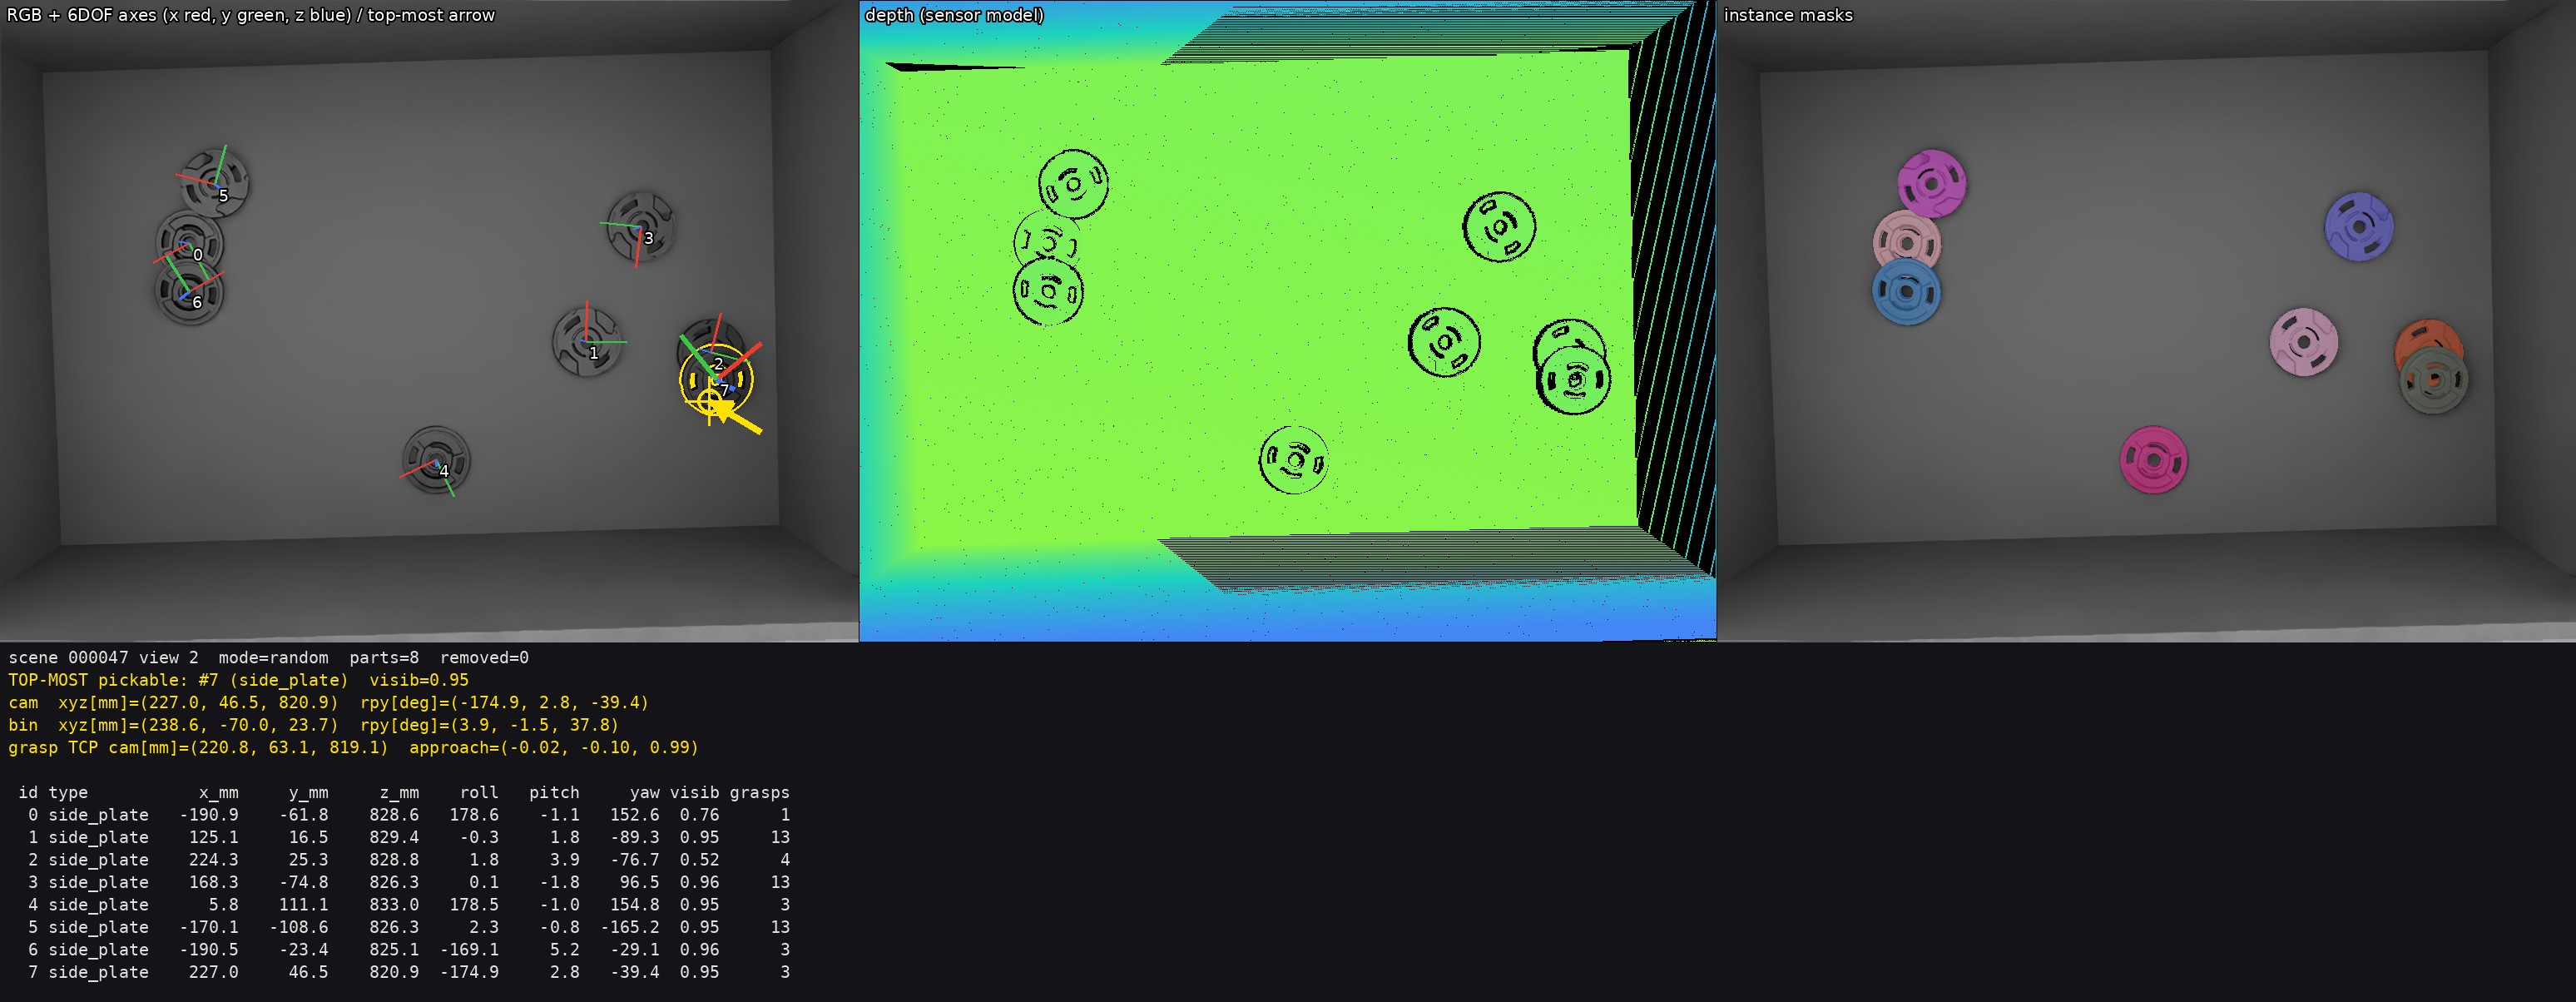 RGB + 6DOF axes (x red, y green, z blue) / top-most arrow
depth (sensor model)
instance masks
5
0
6
3
1
2
7
4
scene 000047 view 2 mode=random parts=8 removed=0
TOP-MOST pickable: #7 (side_plate) visib=0.95
cam xyz[mm]=(227.0, 46.5, 820.9) rpy[deg]=(-174.9, 2.8, -39.4)
bin xyz[mm]=(238.6, -70.0, 23.7) rpy[deg]=(3.9, -1.5, 37.8)
grasp TCP cam[mm]=(220.8, 63.1, 819.1) approach=(-0.02, -0.10, 0.99)
id type x_mm y_mm z_mm roll pitch yaw visib grasps
0 side_plate -190.9 -61.8 828.6 178.6 -1.1 152.6 0.76 1
1 side_plate 125.1 16.5 829.4 -0.3 1.8 -89.3 0.95 13
2 side_plate 224.3 25.3 828.8 1.8 3.9 -76.7 0.52 4
3 side_plate 168.3 -74.8 826.3 0.1 -1.8 96.5 0.96 13
4 side_plate 5.8 111.1 833.0 178.5 -1.0 154.8 0.95 3
5 side_plate -170.1 -108.6 826.3 2.3 -0.8 -165.2 0.95 13
6 side_plate -190.5 -23.4 825.1 -169.1 5.2 -29.1 0.96 3
7 side_plate 227.0 46.5 820.9 -174.9 2.8 -39.4 0.95 3